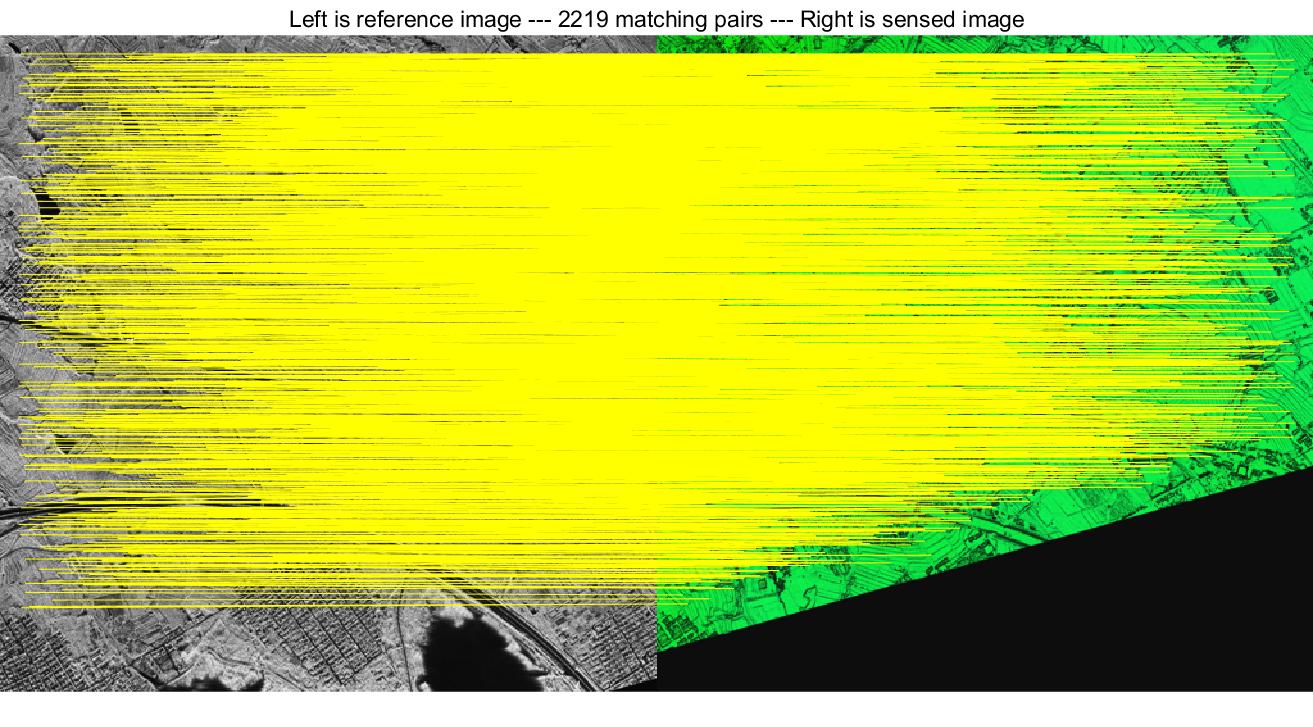 Left is reference image --- 2219 matching pairs --- Right is sensed image